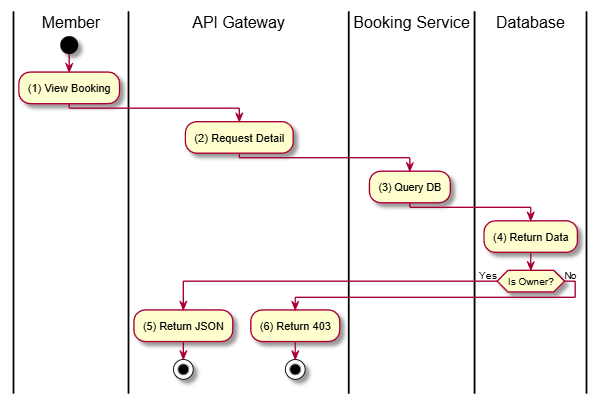 Member
API Gateway
Booking Service
Database
(1) View Booking
(2) Request Detail
(3) Query DB
(4) Return Data
Yes
Is Owner?
No
(5) Return JSON
(6) Return 403